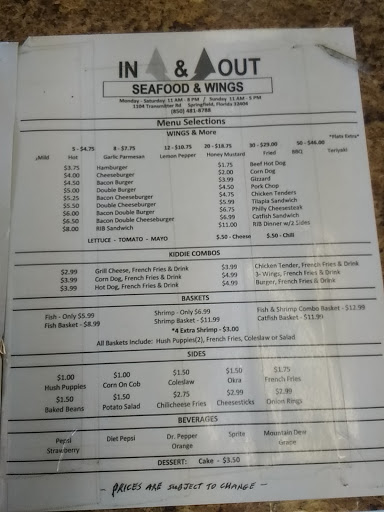 IN & OUT
SEAFOOD & WINGS
Monday - Saturday 11 AM - 8 PM / Sunday 11 AM - 5 PM
1104 Transmitter Rd Springfield, Florida 32404
(850) 481-8788
Menu Selections
WINGS & More
5 - $4.75 8 - $7.75 12 - $10.75 20 - $18.75 30 - $29.00 50 - $46.00 *Plate Extra*
Mild Hot Garlic Parmesan Lemon Pepper Honey Mustard Fried BBQ Teriyaki
$3.75 Hamburger $1.75 Beef Hot Dog
$4.00 Cheeseburger $2.00 Corn Dog
$4.50 Bacon Burger $3.99 Gizzard
$5.00 Double Burger $4.50 Pork Chop
$5.25 Bacon Cheeseburger $4.75 Chicken Tenders
$5.50 Double Cheeseburger $5.99 Tilapia Sandwich
$6.00 Bacon Double Burger $6.75 Philly Cheesesteak
$6.50 Bacon Double Cheeseburger $6.99 Catfish Sandwich
$8.00 RIB Sandwich $11.00 RIB Dinner w/2 Sides
LETTUCE - TOMATO - MAYO $.50 - Cheese $.50 - Chili
KIDDIE COMBOS
$2.99 Grill Cheese, French Fries & Drink $3.99 Chicken Tender, French Fries & Drink
$3.99 Corn Dog, French Fries & Drink $4.99 3- Wings, French Fries & Drink
$3.99 Hot Dog, French Fries & Drink $4.99 Burger, French Fries & Drink
BASKETS
Fish - Only $5.99 Shrimp - Only $6.99 Fish & Shrimp Combo Basket - $12.99
Fish Basket - $8.99 Shrimp Basket - $11.99 Catfish Basket - $11.99
*4 Extra Shrimp - $3.00
All Baskets Include: Hush Puppies(2), French Fries, Coleslaw or Salad
SIDES
$1.00 $1.00 $1.50 $1.50 $1.75
Hush Puppies Corn On Cob Coleslaw Okra French Fries
$1.50 $1.50 $2.75 $2.99 $2.99
Baked Beans Potato Salad Chilicheese Fries Cheesesticks Onion Rings
BEVERAGES
Pepsi Diet Pepsi Dr. Pepper Sprite Mountain Dew
Strawberry Orange Grape
DESSERT: Cake - $3.50
- PRICES ARE SUBJECT TO CHANGE -